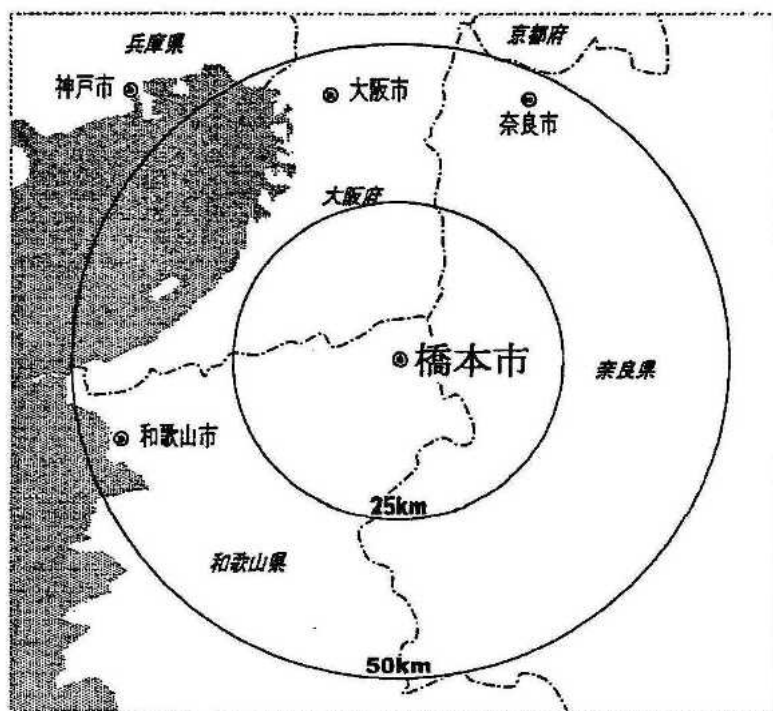 兵庫県
京都府
神戸市
大阪市
奈良市
大阪府
橋本市
奈良県
和歌山市
25km
和歌山県
50km